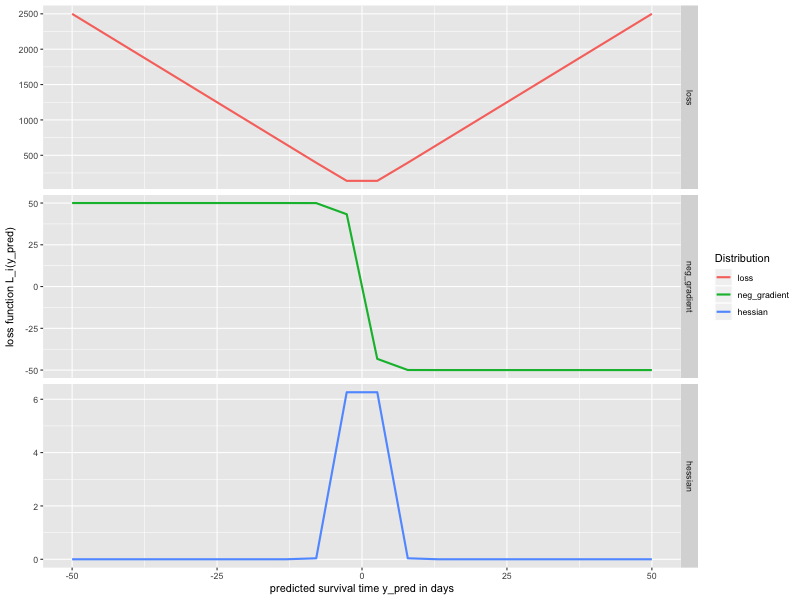 2500
2000
1500
1000
500
loss
50
25
0
-25
-50
neg_gradient
6
4
2
0
hessian
-50
-25
0
25
50
predicted survival time y_pred in days
loss function L_i(y_pred)
Distribution
loss
neg_gradient
hessian